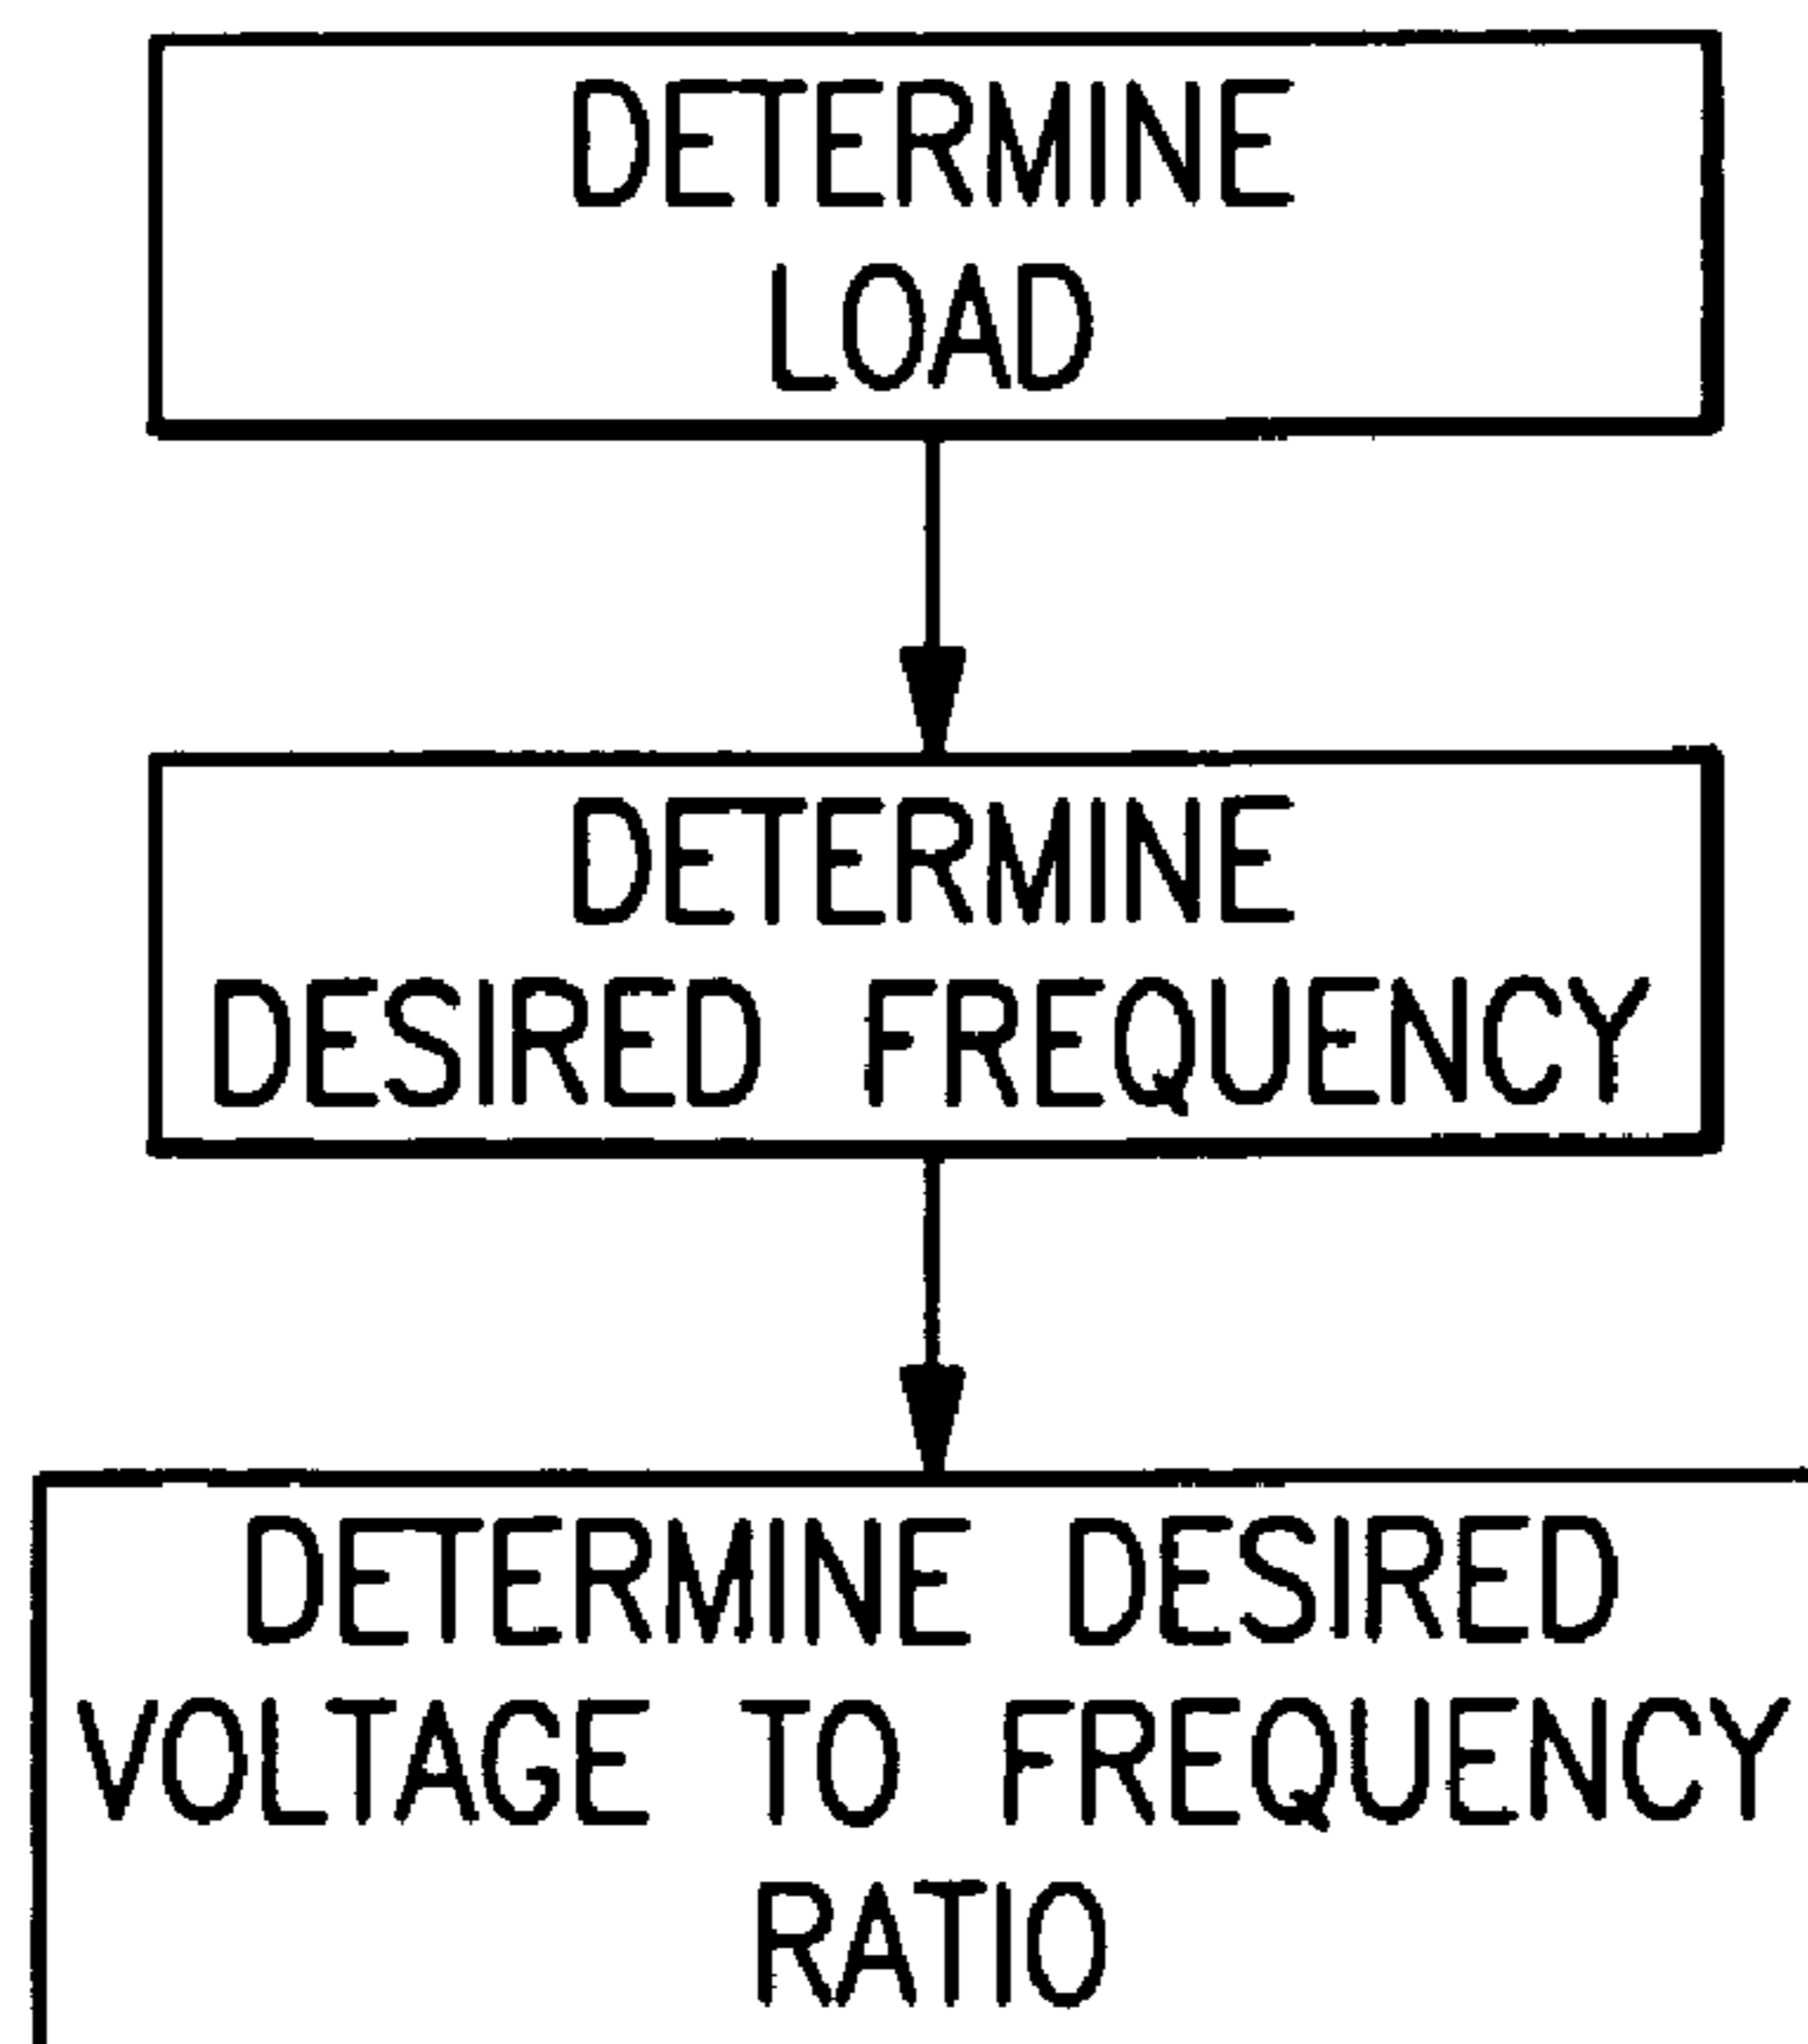 DETERMINE
LOAD
DETERMINE
DESIRED FREQUENCY
DETERMINE DESIRED
VOLTAGE TO FREQUENCY
RATIO